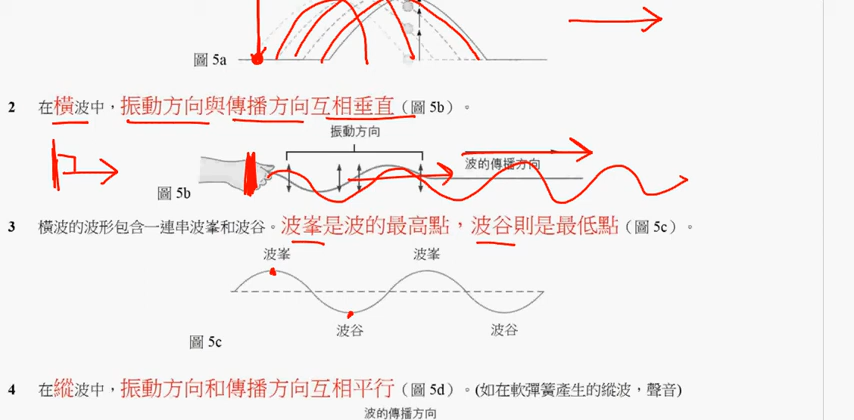 圖 5a
2 在橫波中，振動方向與傳播方向互相垂直（圖 5b）。
振動方向
波的傳播方向
圖 5b
3 橫波的波形包含一連串波峯和波谷。波峯是波的最高點，波谷則是最低點（圖 5c）。
波峯 波峯
波谷 波谷
圖 5c
4 在縱波中，振動方向和傳播方向互相平行（圖 5d）。(如在軟彈簧產生的縱波，聲音)
波的傳播方向